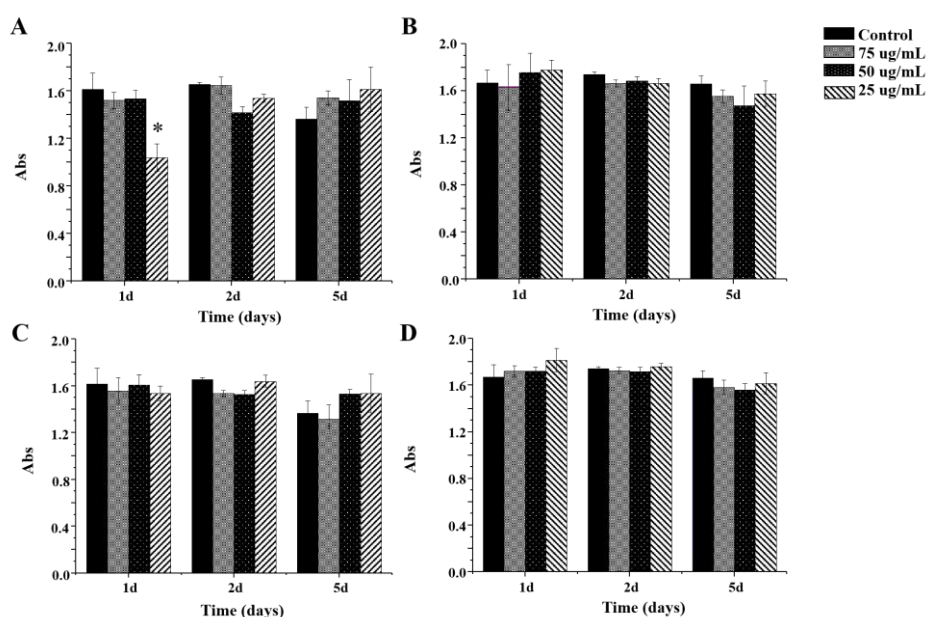 A
2.0
1.6
1.2
0.8
0.4
0.0
Abs
*
1d
2d
5d
Time (days)
B
2.0
1.6
1.2
0.8
0.4
0.0
Abs
1d
2d
5d
Time (days)
Control
75 ug/mL
50 ug/mL
25 ug/mL
C
2.0
1.6
1.2
0.8
0.4
0.0
Abs
1d
2d
5d
Time (days)
D
2.0
1.6
1.2
0.8
0.4
0.0
Abs
1d
2d
5d
Time (days)